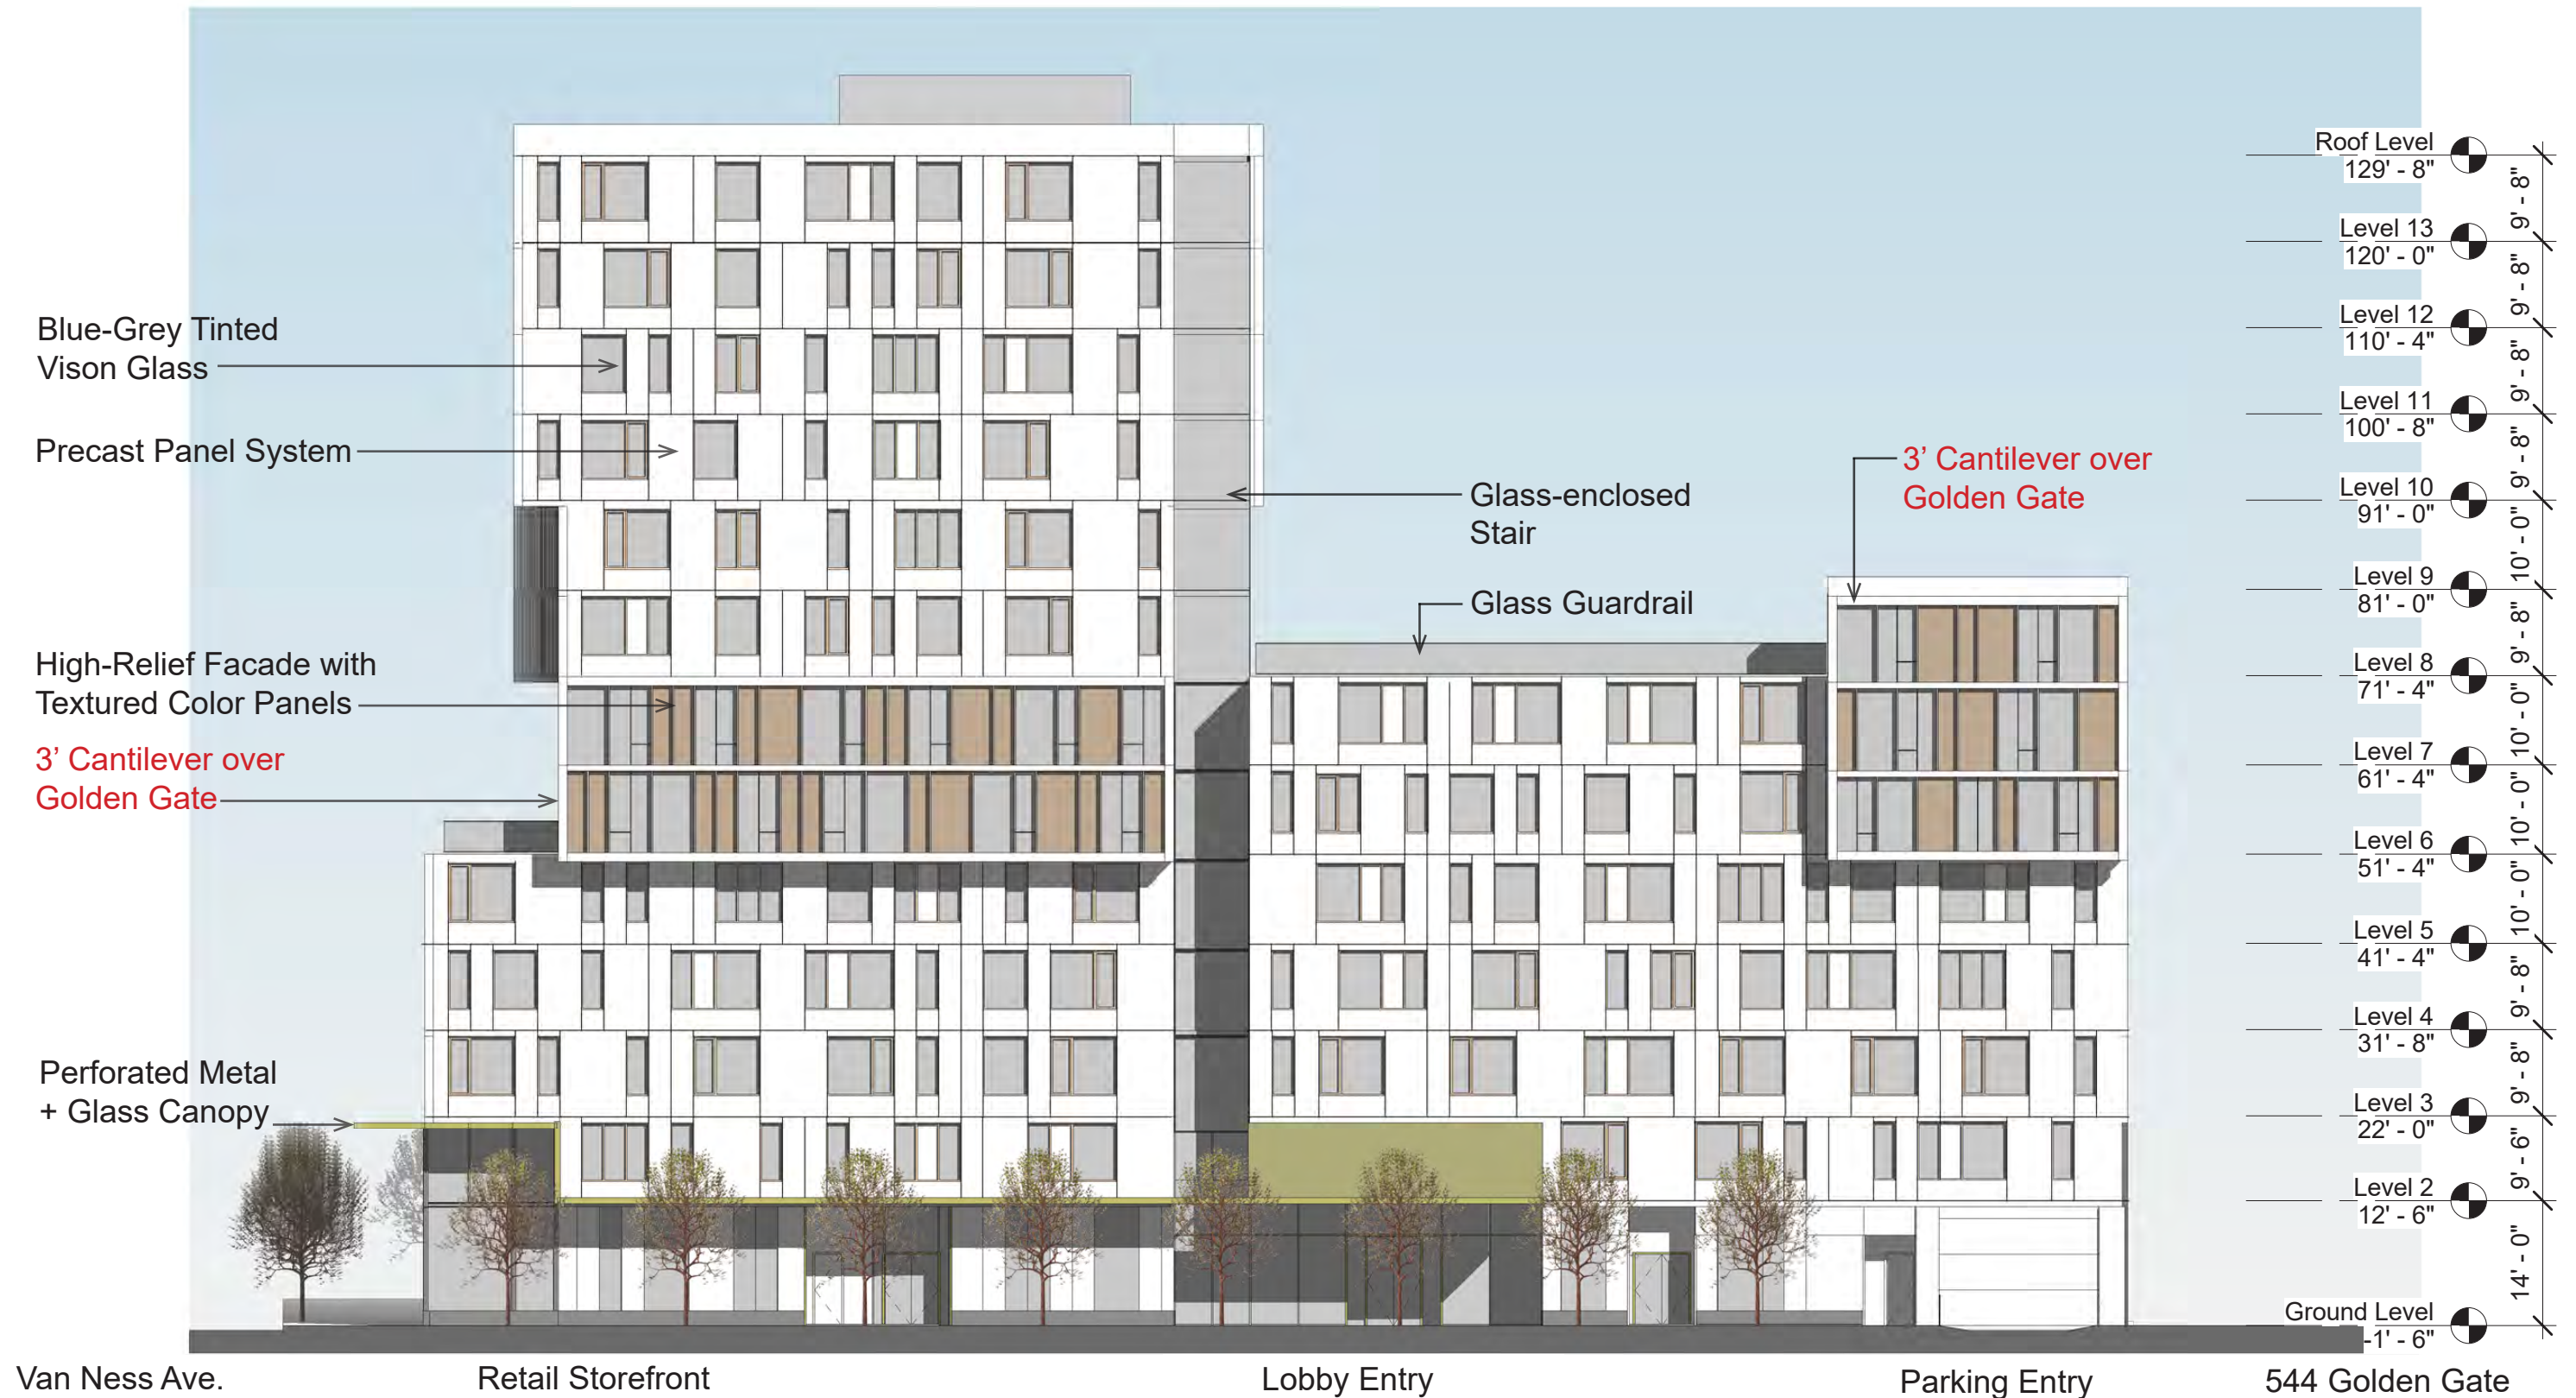 Blue-Grey Tinted
Vison Glass
Precast Panel System
High-Relief Facade with
Textured Color Panels
3’ Cantilever over
Golden Gate
Perforated Metal
+ Glass Canopy
Glass-enclosed
Stair
Glass Guardrail
3’ Cantilever over
Golden Gate
Roof Level
129' - 8"
9' - 8"
Level 13
120' - 0"
9' - 8"
Level 12
110' - 4"
9' - 8"
Level 11
100' - 8"
9' - 8"
Level 10
91' - 0"
10' - 0"
Level 9
81' - 0"
9' - 8"
Level 8
71' - 4"
10' - 0"
Level 7
61' - 4"
10' - 0"
Level 6
51' - 4"
10' - 0"
Level 5
41' - 4"
9' - 8"
Level 4
31' - 8"
9' - 8"
Level 3
22' - 0"
9' - 6"
Level 2
12' - 6"
14' - 0"
Ground Level
-1' - 6"
Van Ness Ave.
Retail Storefront
Lobby Entry
Parking Entry
544 Golden Gate